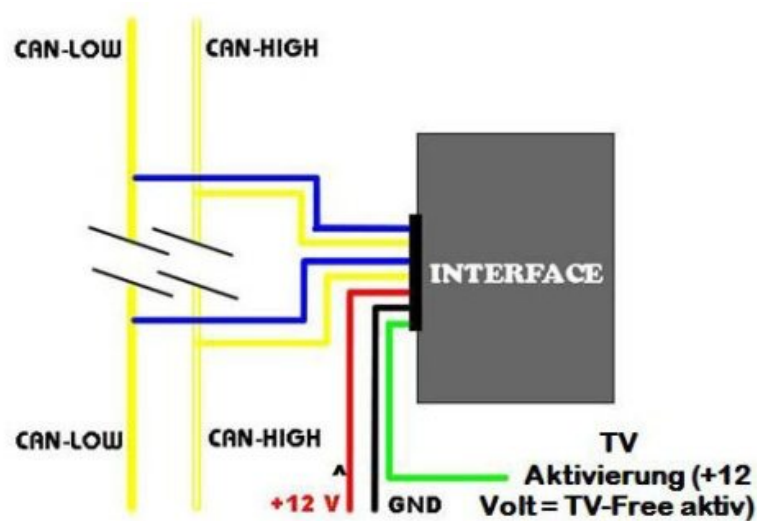 CAN-LOW CAN-HIGH
INTERFACE
CAN-LOW CAN-HIGH
TV
Aktivierung (+12
+12 V GND Volt = TV-Free aktiv)